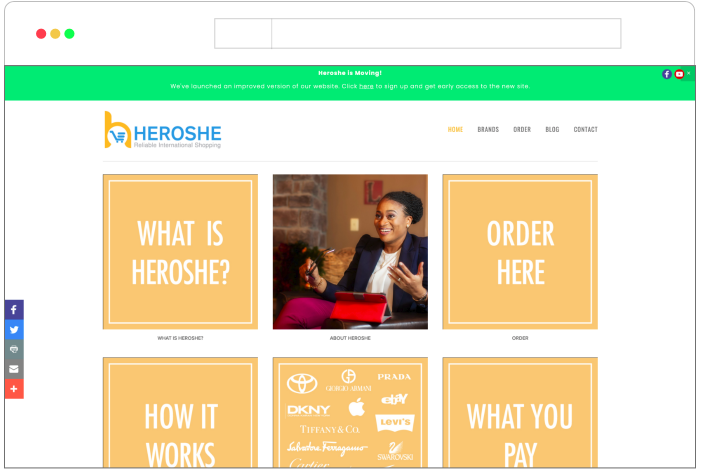 Heroshe is Moving!
We've launched an improved version of our website. Click here to sign up and get early access to the new site.
HEROSHE
Reliable International Shopping
HOME BRANDS ORDER BLOG CONTACT
WHAT IS
HEROSHE?
ORDER
HERE
WHAT IS HEROSHE?
ABOUT HEROSHE
ORDER
HOW IT
WORKS
GIORGIO ARMANI
PRADA
DKNY
ebay
TIFFANY & CO.
LEVI'S
Salvatore Ferragamo
SWAROVSKI
Cartier
WHAT YOU
PAY